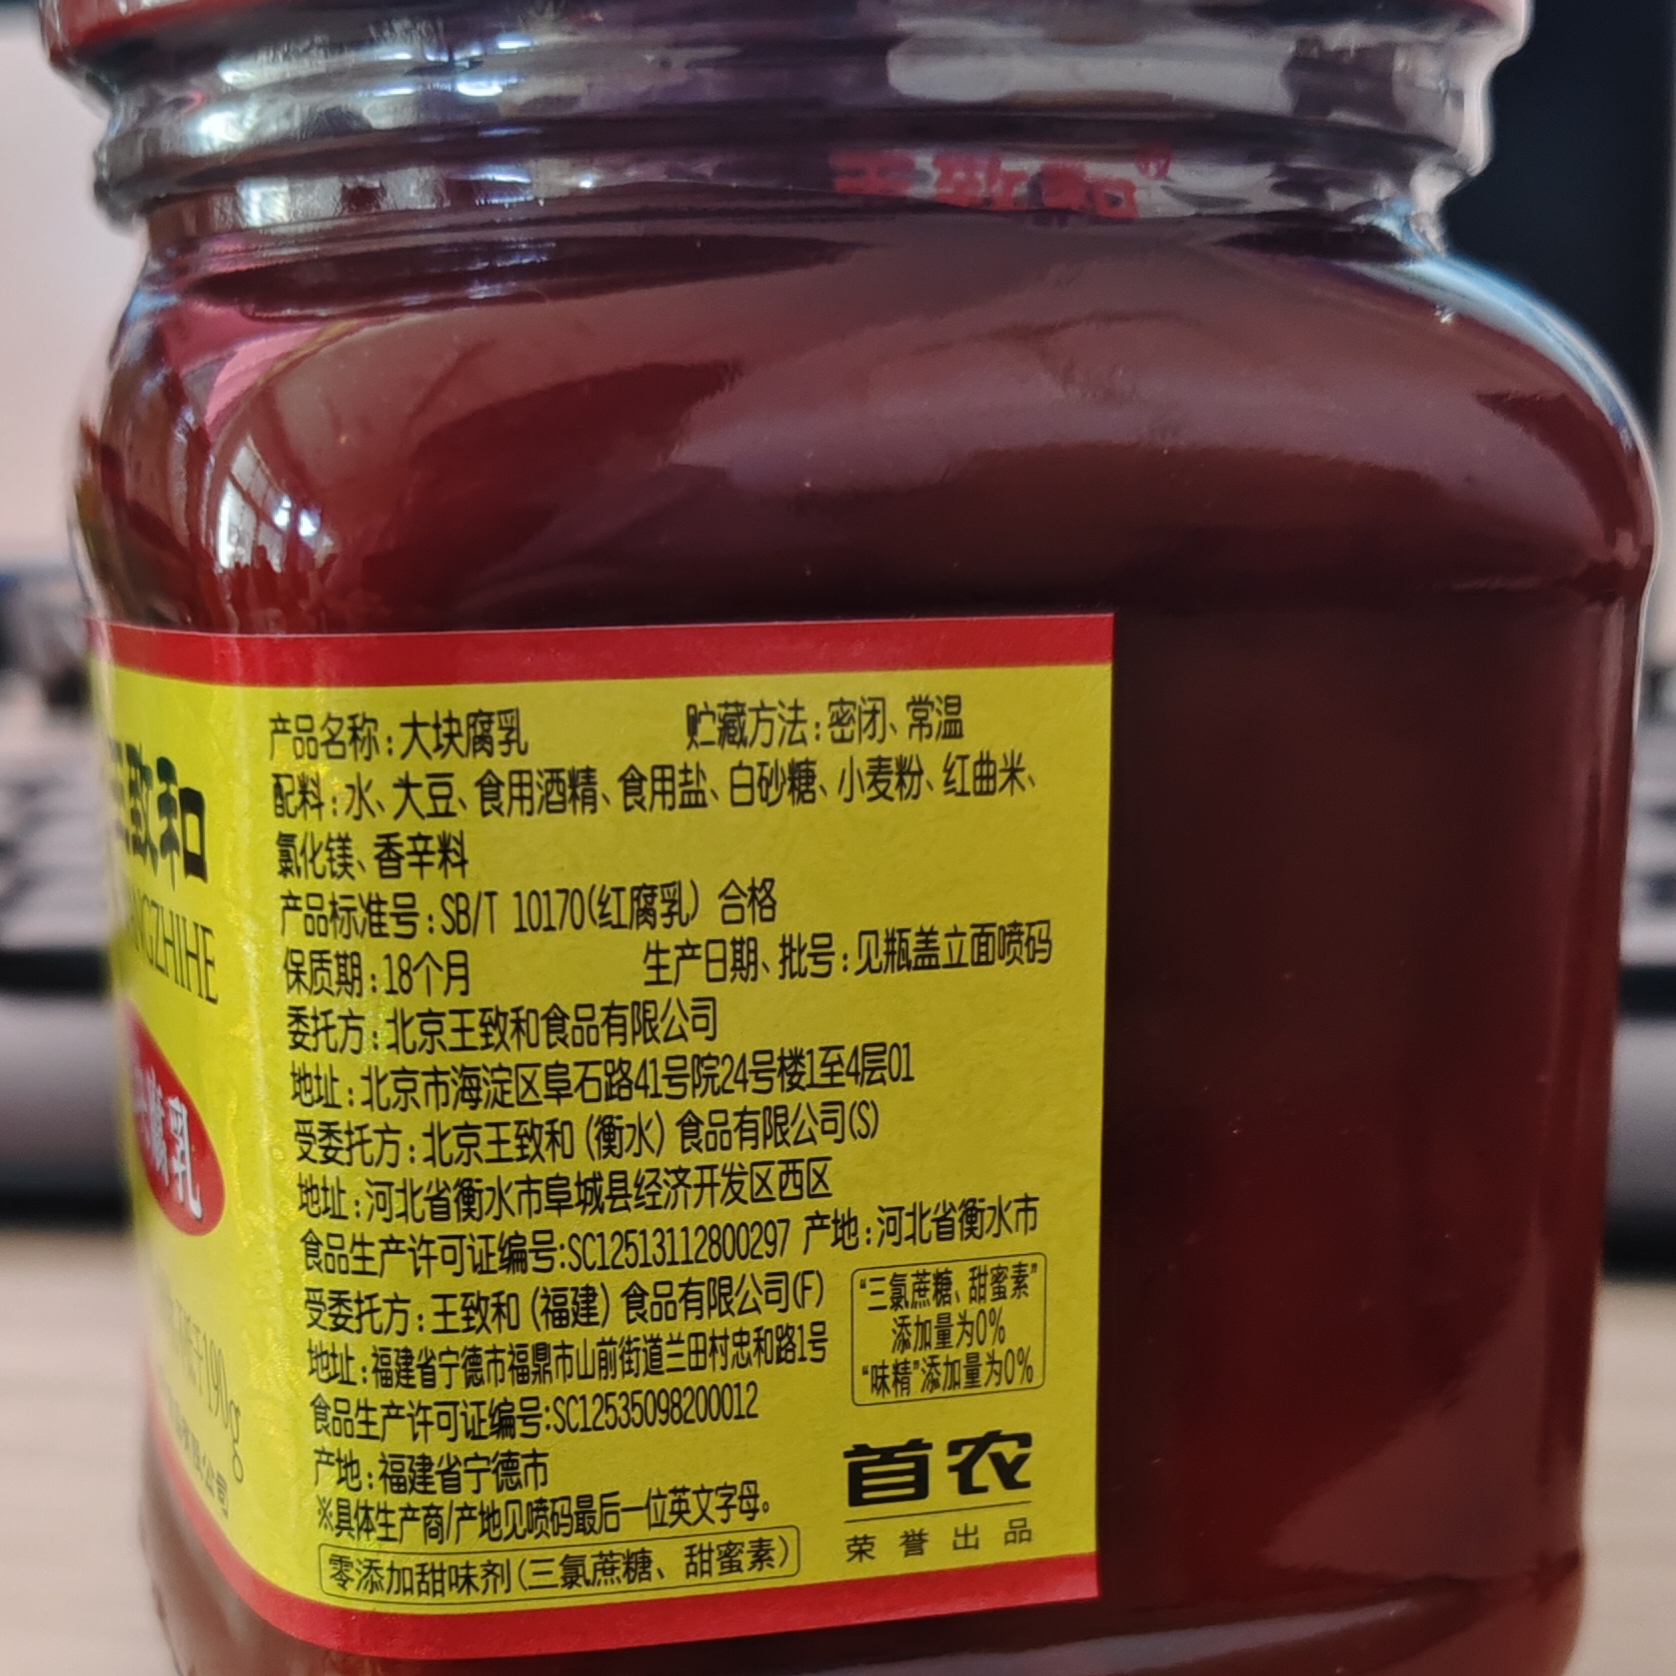 王致和
产品名称:大块腐乳 贮藏方法:密闭、常温
配料:水、大豆、食用酒精、食用盐、白砂糖、小麦粉、红曲米、
氯化镁、香辛料
产品标准号:SB/T 10170(红腐乳) 合格
保质期:18个月 生产日期、批号:见瓶盖立面喷码
委托方:北京王致和食品有限公司
地址:北京市海淀区阜石路41号院24号楼1至4层01
受委托方:北京王致和(衡水)食品有限公司(S)
地址:河北省衡水市阜城县经济开发区西区
食品生产许可证编号:SC12513112800297 产地:河北省衡水市
受委托方:王致和(福建)食品有限公司(F)
地址:福建省宁德市福鼎市山前街道兰田村忠和路1号
食品生产许可证编号:SC12535098200012
产地:福建省宁德市
※具体生产商/产地见喷码最后一位英文字母。
零添加甜味剂(三氯蔗糖、甜蜜素)
“三氯蔗糖、甜蜜素”
添加量为0%
“味精”添加量为0%
首农
荣誉出品
致和
ZHIHE
腐乳
190g
公司